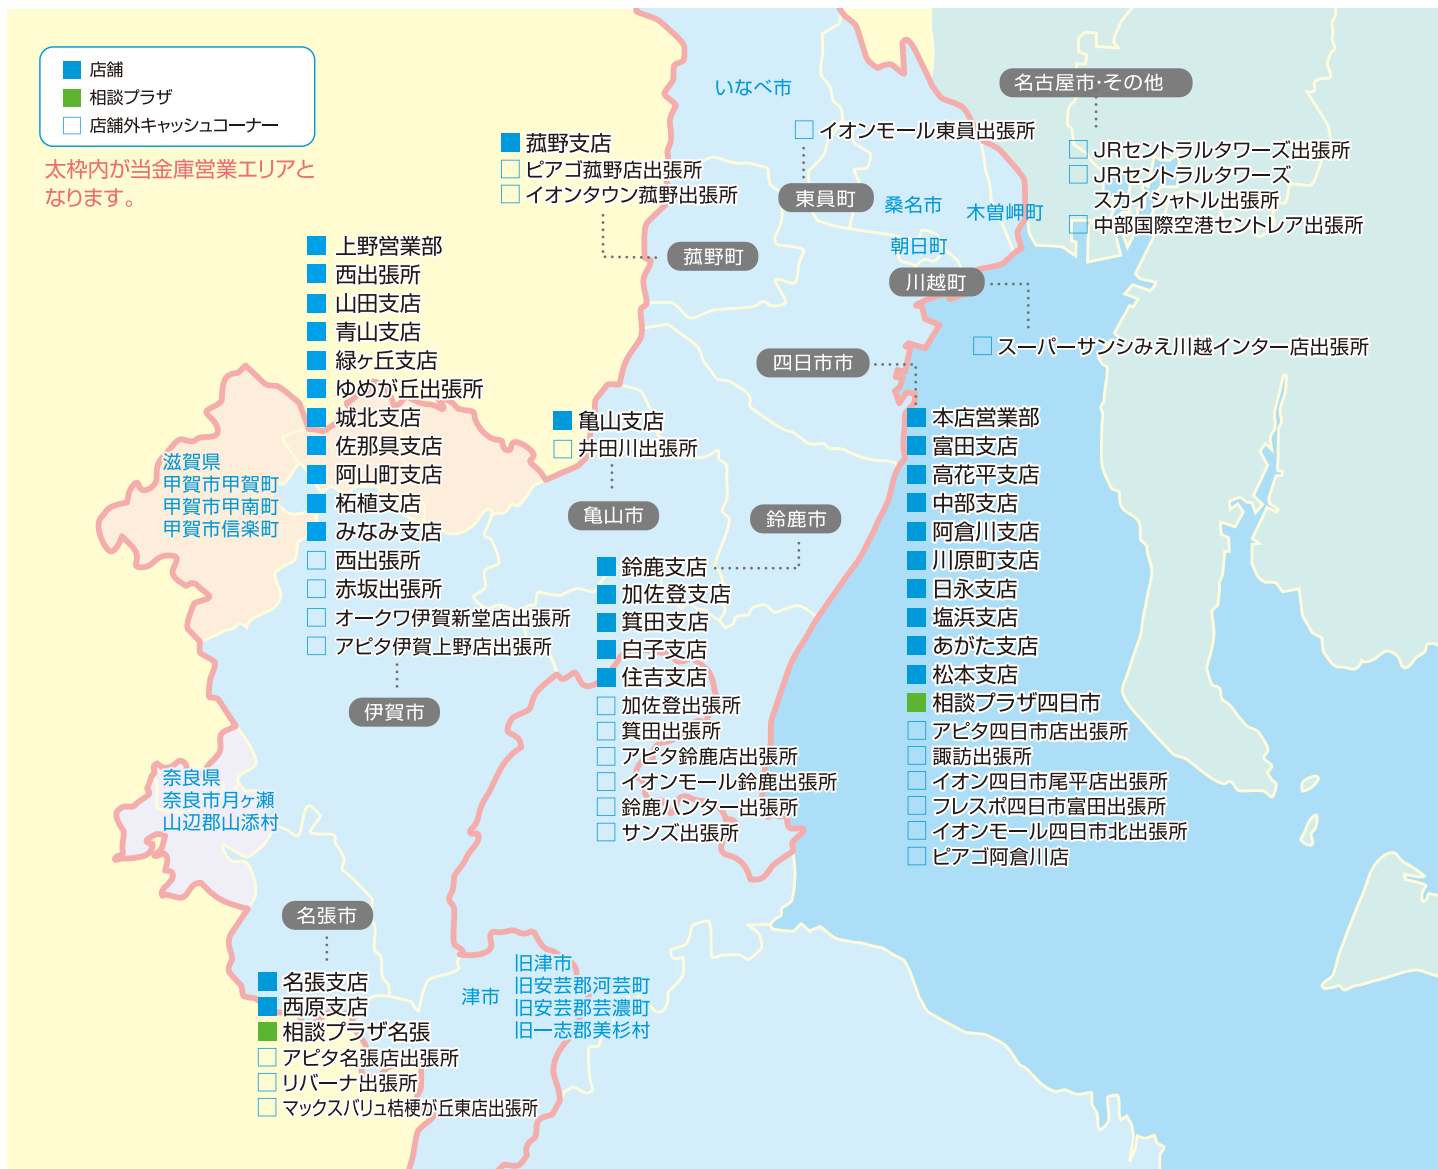 店舗
相談プラザ
店舗外キャッシュコーナー
太枠内が当金庫営業エリアと
なります。
いなべ市
名古屋市・その他
JRセントラルタワーズ出張所
JRセントラルタワーズ
スカイシャトル出張所
中部国際空港セントレア出張所
イオンモール東員出張所
東員町
桑名市
木曽岬町
朝日町
菰野支店
ピアゴ菰野店出張所
イオンタウン菰野出張所
菰野町
川越町
スーパーサンシみえ川越インター店出張所
四日市市
本店営業部
富田支店
高花平支店
中部支店
阿倉川支店
川原町支店
日永支店
塩浜支店
あがた支店
松本支店
相談プラザ四日市
アピタ四日市店出張所
諏訪出張所
イオン四日市尾平店出張所
フレスポ四日市富田出張所
イオンモール四日市北出張所
ピアゴ阿倉川店
上野営業部
西出張所
山田支店
青山支店
緑ヶ丘支店
ゆめが丘出張所
城北支店
佐那具支店
阿山町支店
柘植支店
みなみ支店
西出張所
赤坂出張所
オークワ伊賀新堂店出張所
アピタ伊賀上野店出張所
伊賀市
滋賀県
甲賀市甲賀町
甲賀市甲南町
甲賀市信楽町
亀山支店
井田川出張所
亀山市
鈴鹿市
鈴鹿支店
加佐登支店
箕田支店
白子支店
住吉支店
加佐登出張所
箕田出張所
アピタ鈴鹿店出張所
イオンモール鈴鹿出張所
鈴鹿ハンター出張所
サンズ出張所
奈良県
奈良市月ヶ瀬
山辺郡山添村
名張市
名張支店
西原支店
相談プラザ名張
アピタ名張店出張所
リバーナ出張所
マックスバリュ桔梗が丘東店出張所
津市
旧津市
旧安芸郡河芸町
旧安芸郡芸濃町
旧一志郡美杉村